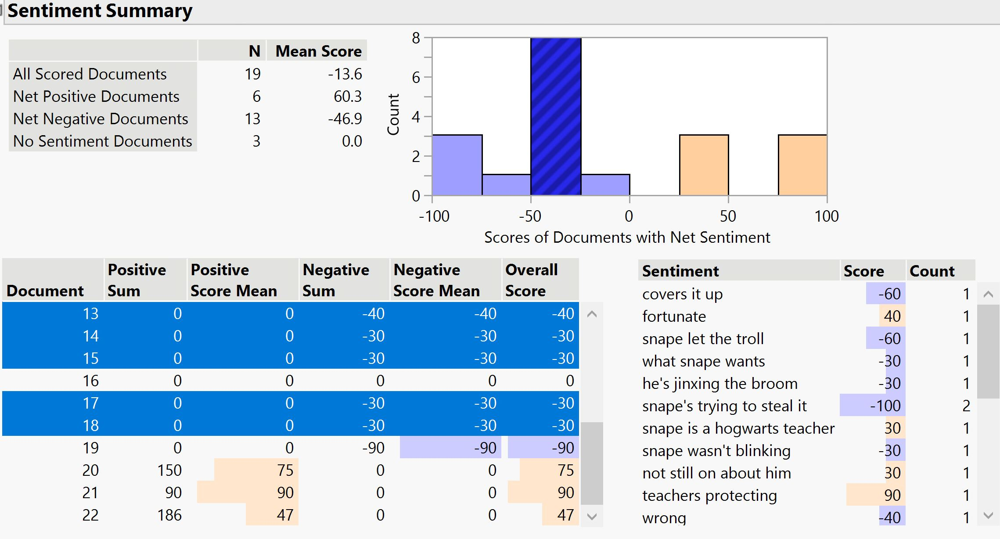 Sentiment Summary
N Mean Score
All Scored Documents 19 -13.6
Net Positive Documents 6 60.3
Net Negative Documents 13 -46.9
No Sentiment Documents 3 0.0
8
6
4
2
0
Count
-100 -50 0 50 100
Scores of Documents with Net Sentiment
Document Positive Sum Positive Score Mean Negative Sum Negative Score Mean Overall Score
13 0 0 -40 -40 -40
14 0 0 -30 -30 -30
15 0 0 -30 -30 -30
16 0 0 0 0 0
17 0 0 -30 -30 -30
18 0 0 -30 -30 -30
19 0 0 -90 -90 -90
20 150 75 0 0 75
21 90 90 0 0 90
22 186 47 0 0 47
Sentiment Score Count
covers it up -60 1
fortunate 40 1
snape let the troll -60 1
what snape wants -30 1
he's jinxing the broom -30 1
snape's trying to steal it -100 2
snape is a hogwarts teacher 30 1
snape wasn't blinking -30 1
not still on about him 30 1
teachers protecting 90 1
wrong -40 1